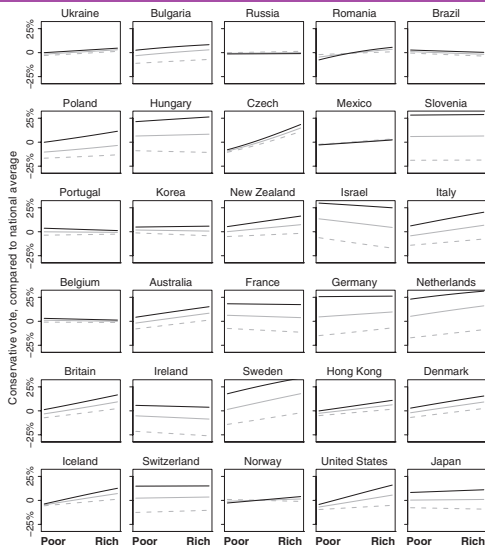 Conservative vote, compared to national average
Ukraine Bulgaria Russia Romania Brazil
25%
0
−25%
Poland Hungary Czech Mexico Slovenia
25%
0
−25%
Portugal Korea New Zealand Israel Italy
25%
0
−25%
Belgium Australia France Germany Netherlands
25%
0
−25%
Britain Ireland Sweden Hong Kong Denmark
25%
0
−25%
Iceland Switzerland Norway United States Japan
25%
0
−25%
Poor Rich Poor Rich Poor Rich Poor Rich Poor Rich